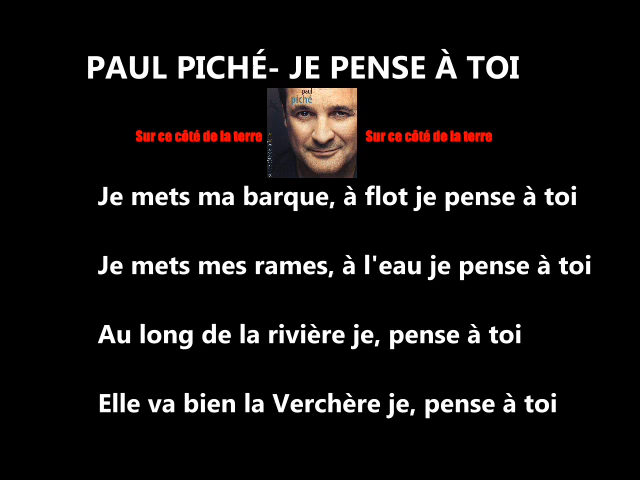 PAUL PICHÉ- JE PENSE À TOI
paul
piché
Sur ce côté de la terre Sur ce côté de la terre
Je mets ma barque, à flot je pense à toi
Je mets mes rames, à l'eau je pense à toi
Au long de la rivière je, pense à toi
Elle va bien la Verchère je, pense à toi